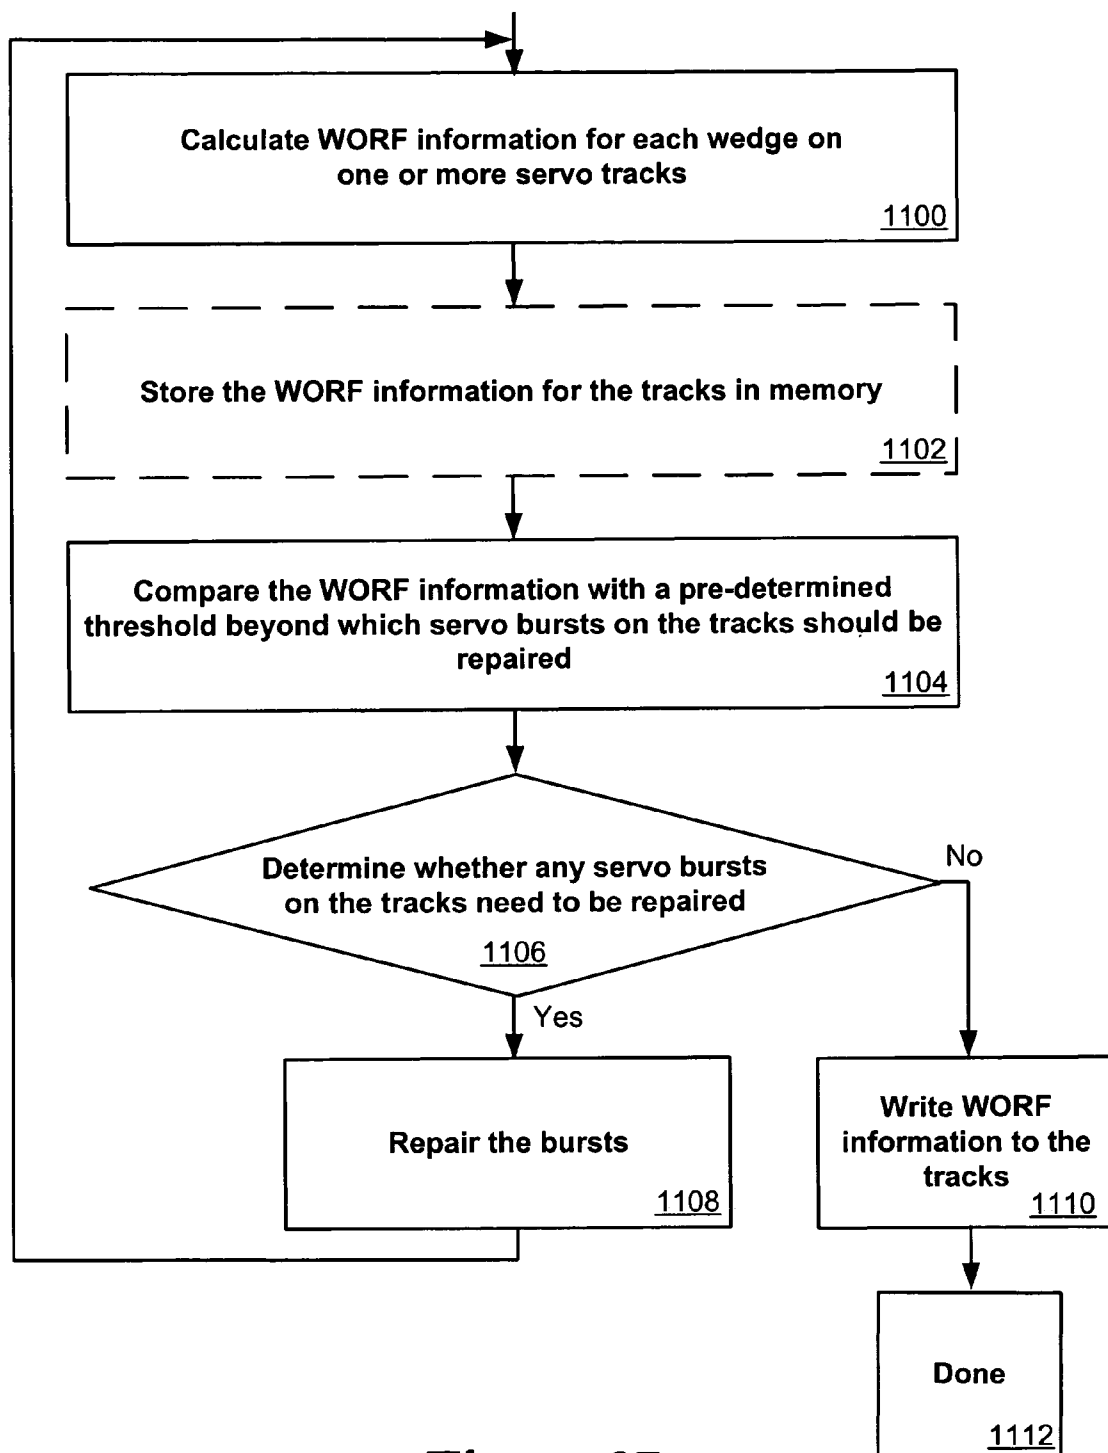 Calculate WORF information for each wedge on
one or more servo tracks
1100
Store the WORF information for the tracks in memory
1102
Compare the WORF information with a pre-determined
threshold beyond which servo bursts on the tracks should be
repaired
1104
Determine whether any servo bursts
on the tracks need to be repaired
1106
No
Yes
Repair the bursts
1108
Write WORF
information to the
tracks
1110
Done
1112